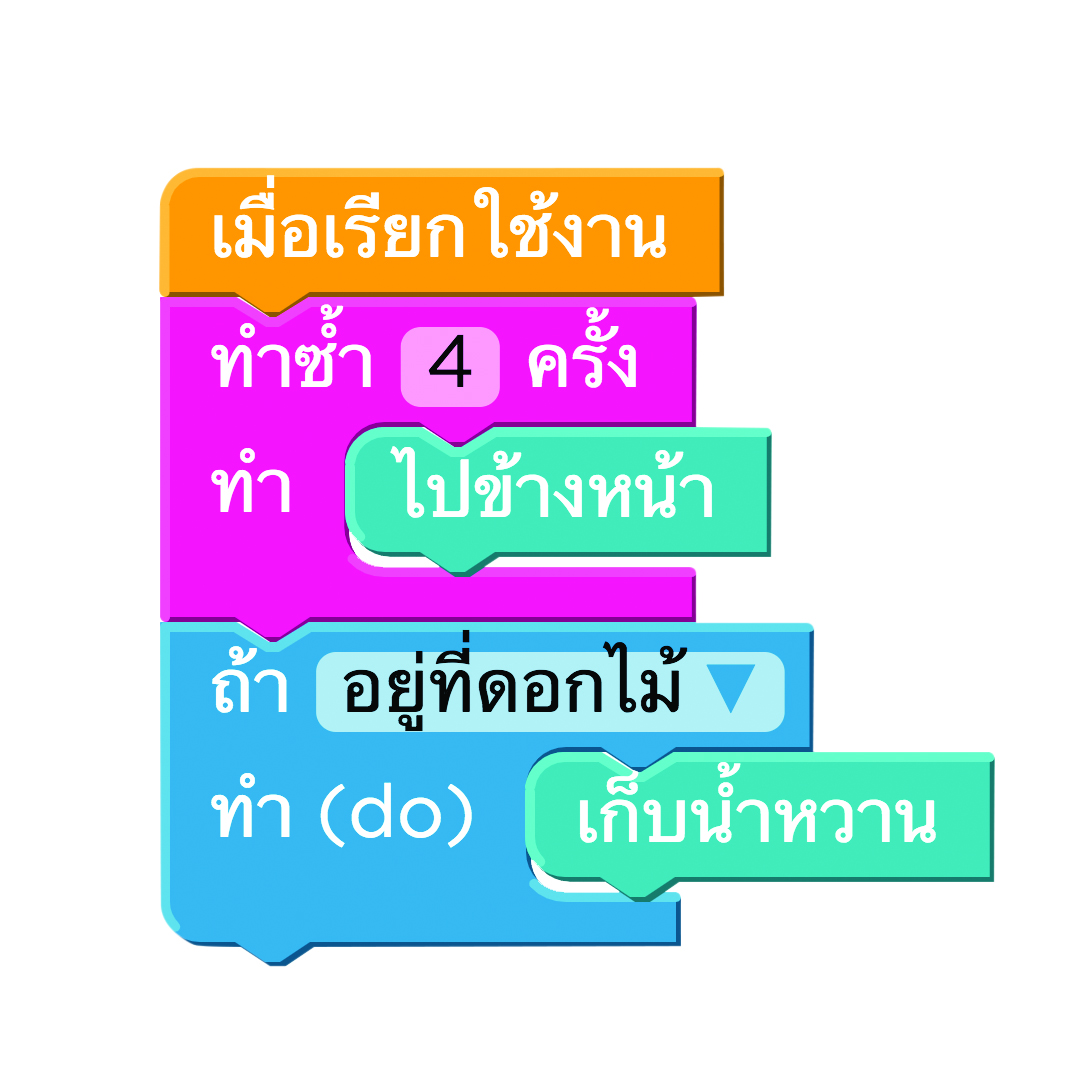 เมื่อเรียกใช้งาน
ทำซ้ำ 4 ครั้ง
ทำ ไปข้างหน้า
ถ้า อยู่ที่ดอกไม้
ทำ (do) เก็บน้ำหวาน